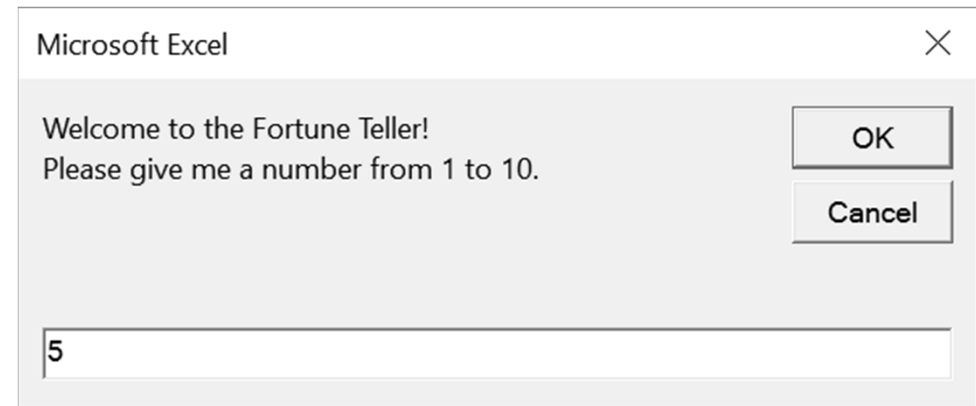 Microsoft Excel
Welcome to the Fortune Teller!
Please give me a number from 1 to 10.
OK
Cancel
5